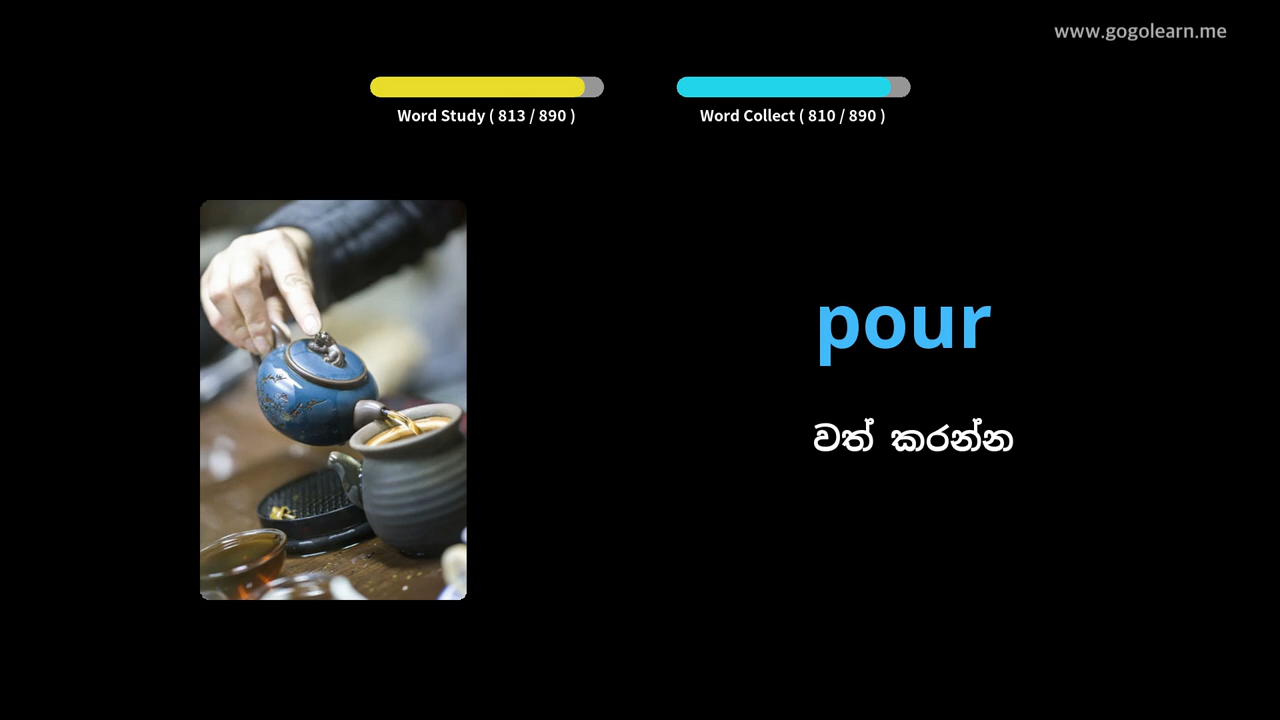 www.gogolearn.me
Word Study ( 813 / 890 )
Word Collect ( 810 / 890 )
pour
වත් කරන්න